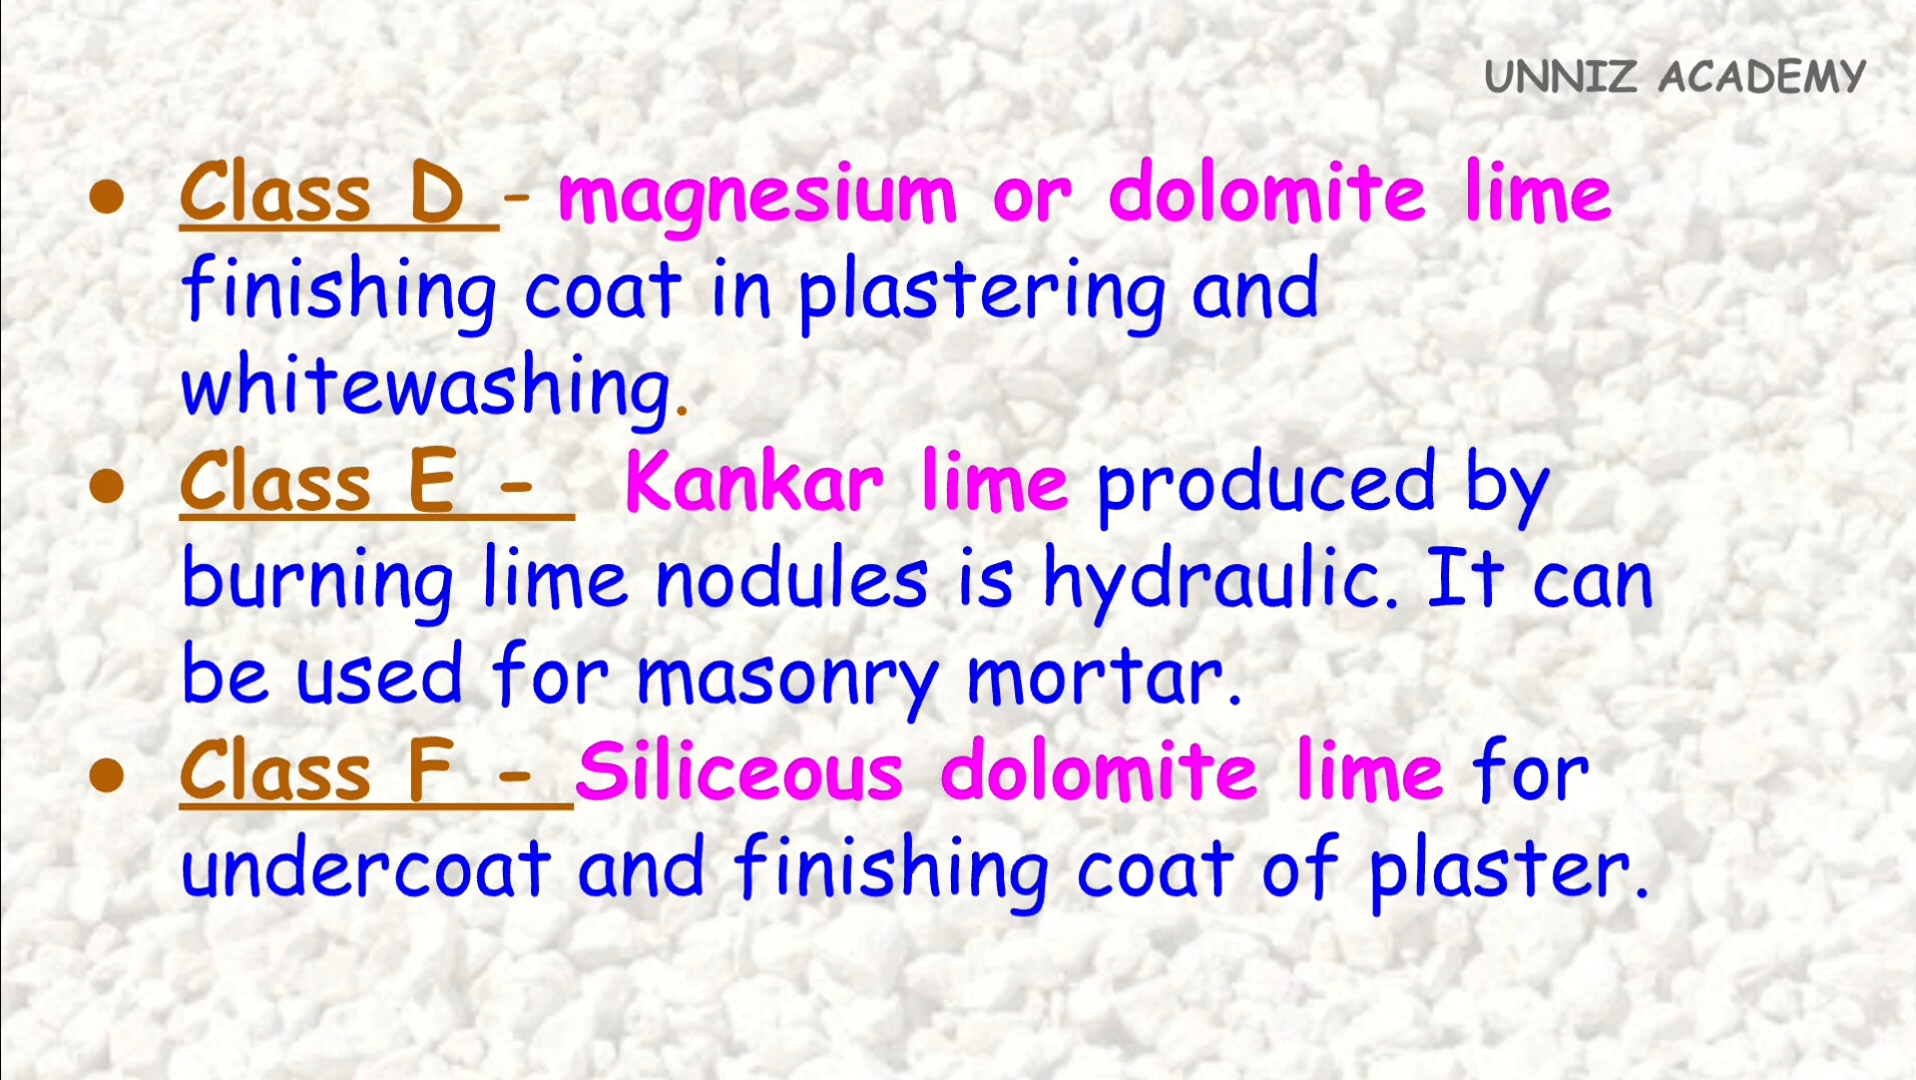 UNNIZ ACADEMY
● Class D - magnesium or dolomite lime
finishing coat in plastering and
whitewashing.
● Class E - Kankar lime produced by
burning lime nodules is hydraulic. It can
be used for masonry mortar.
● Class F - Siliceous dolomite lime for
undercoat and finishing coat of plaster.